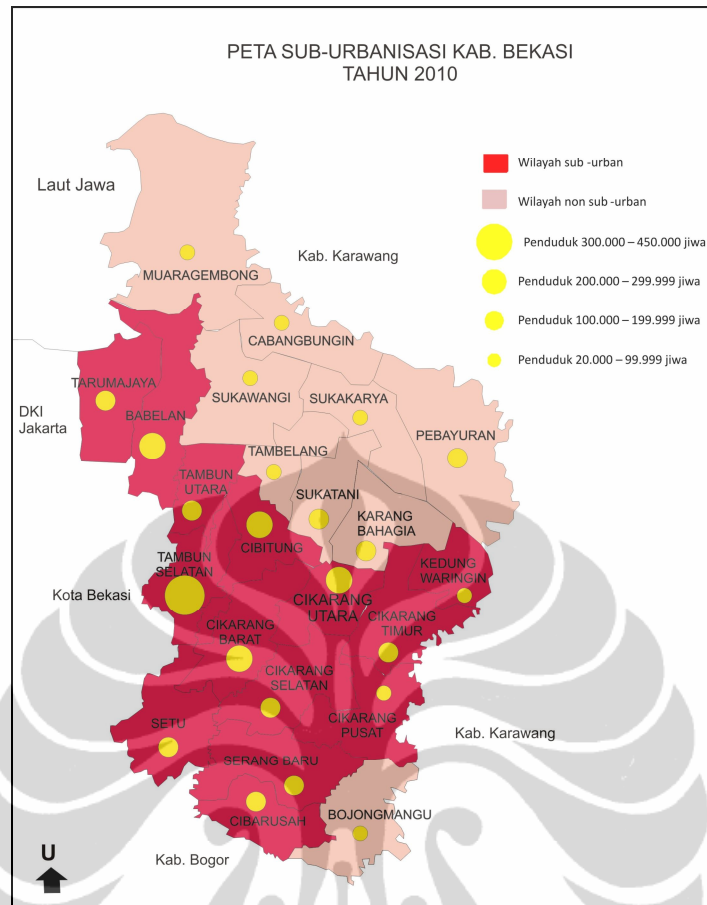 PETA SUB-URBANISASI KAB. BEKASI
TAHUN 2010
Wilayah sub -urban
Wilayah non sub -urban
Penduduk 300.000 – 450.000 jiwa
Penduduk 200.000 – 299.999 jiwa
Penduduk 100.000 – 199.999 jiwa
Penduduk 20.000 – 99.999 jiwa
Laut Jawa
Kab. Karawang
MUARAGEMBONG
CABANGBUNGIN
TARUMAJAYA
SUKAWANGI
SUKAKARYA
DKI
Jakarta
BABELAN
PEBAYURAN
TAMBELANG
TAMBUN
UTARA
SUKATANI
KARANG
BAHAGIA
CIBITUNG
TAMBUN
SELATAN
KEDUNG
WARINGIN
Kota Bekasi
CIKARANG
UTARA
CIKARANG
TIMUR
CIKARANG
BARAT
CIKARANG
SELATAN
CIKARANG
PUSAT
SETU
Kab. Karawang
SERANG BARU
CIBARUSAH
BOJONGMANGU
Kab. Bogor
U